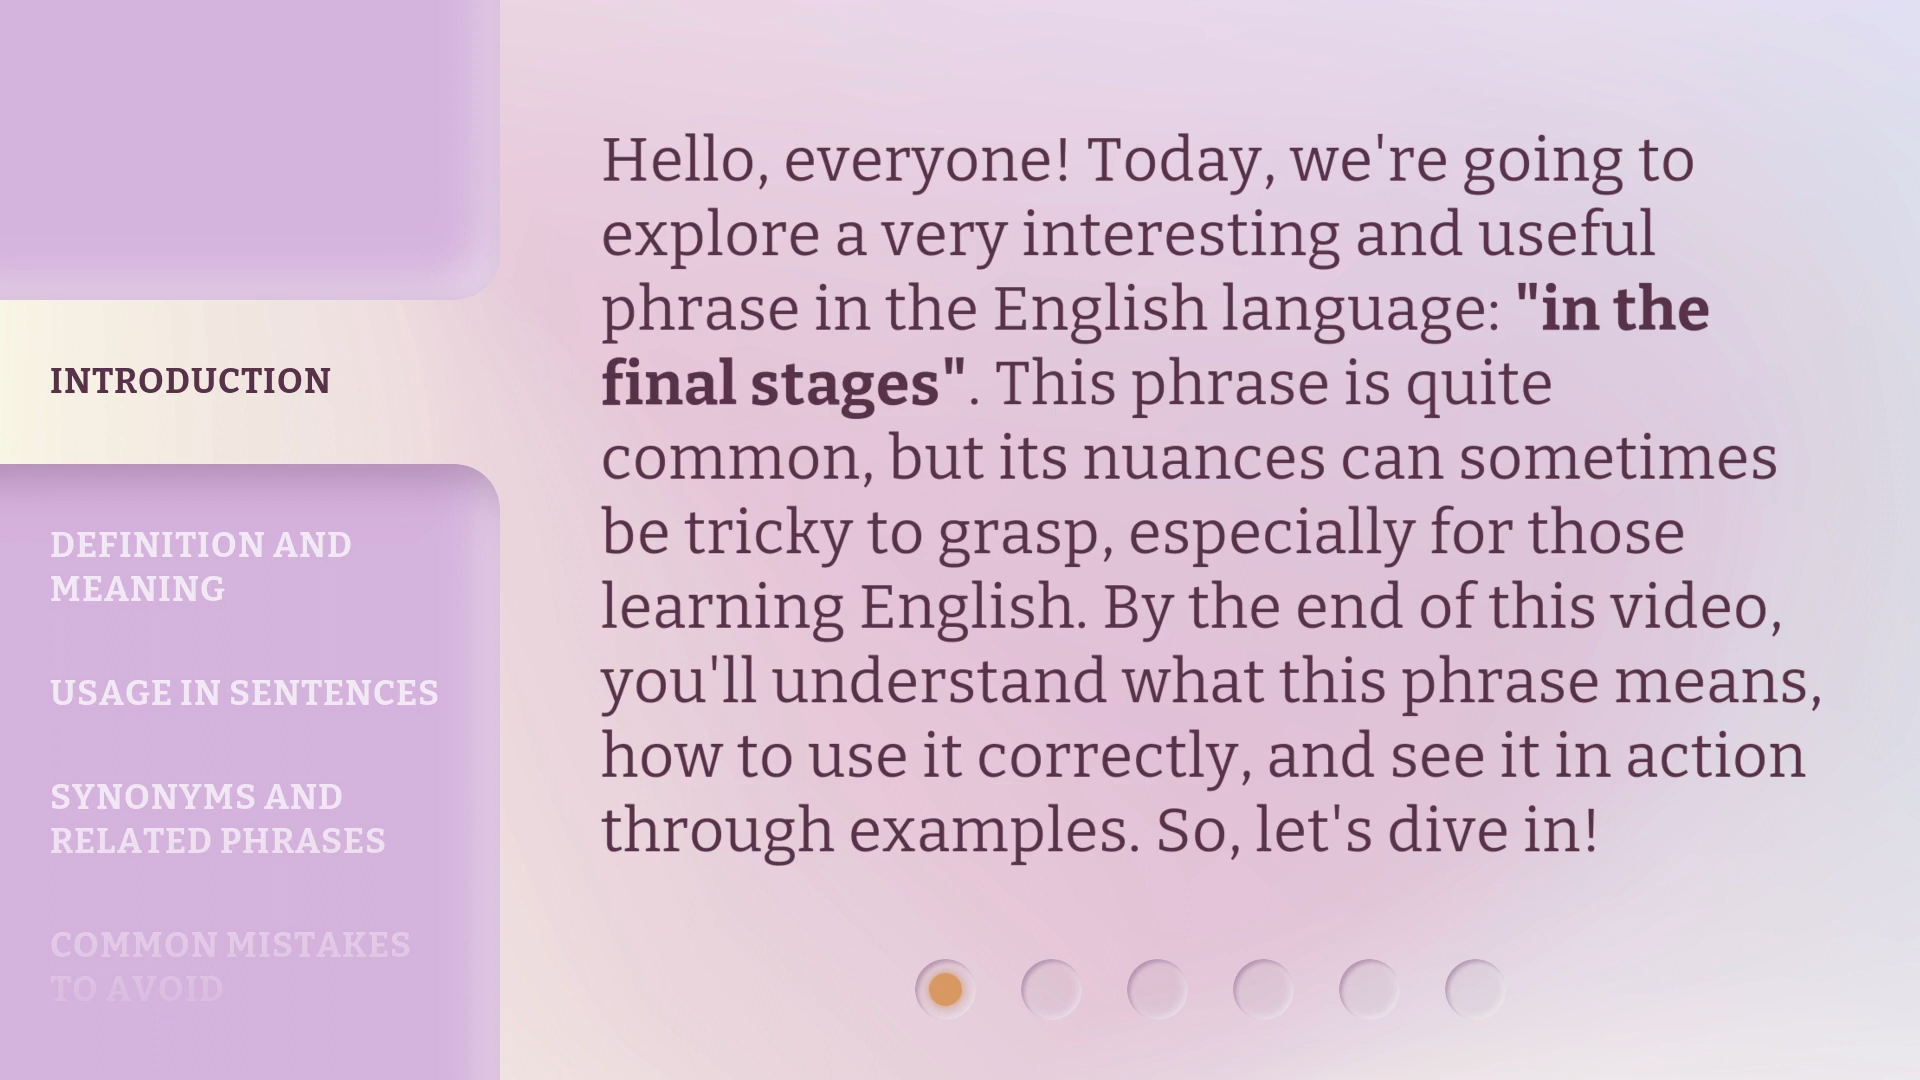 INTRODUCTION
DEFINITION AND
MEANING
USAGE IN SENTENCES
SYNONYMS AND
RELATED PHRASES
COMMON MISTAKES
TO AVOID
Hello, everyone! Today, we're going to
explore a very interesting and useful
phrase in the English language: "in the
final stages". This phrase is quite
common, but its nuances can sometimes
be tricky to grasp, especially for those
learning English. By the end of this video,
you'll understand what this phrase means,
how to use it correctly, and see it in action
through examples. So, let's dive in!